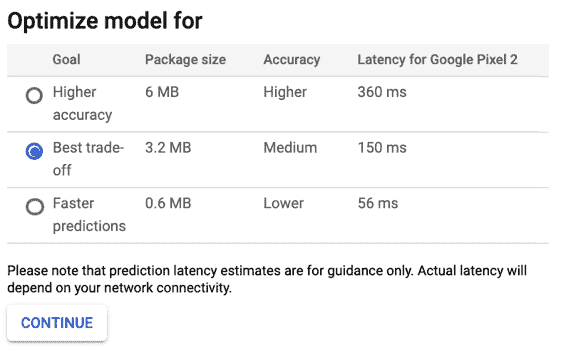 Optimize model for
Goal Package size Accuracy Latency for Google Pixel 2
Higher 6 MB Higher 360 ms
accuracy
Best trade- 3.2 MB Medium 150 ms
off
Faster 0.6 MB Lower 56 ms
predictions
Please note that prediction latency estimates are for guidance only. Actual latency will
depend on your network connectivity.
CONTINUE